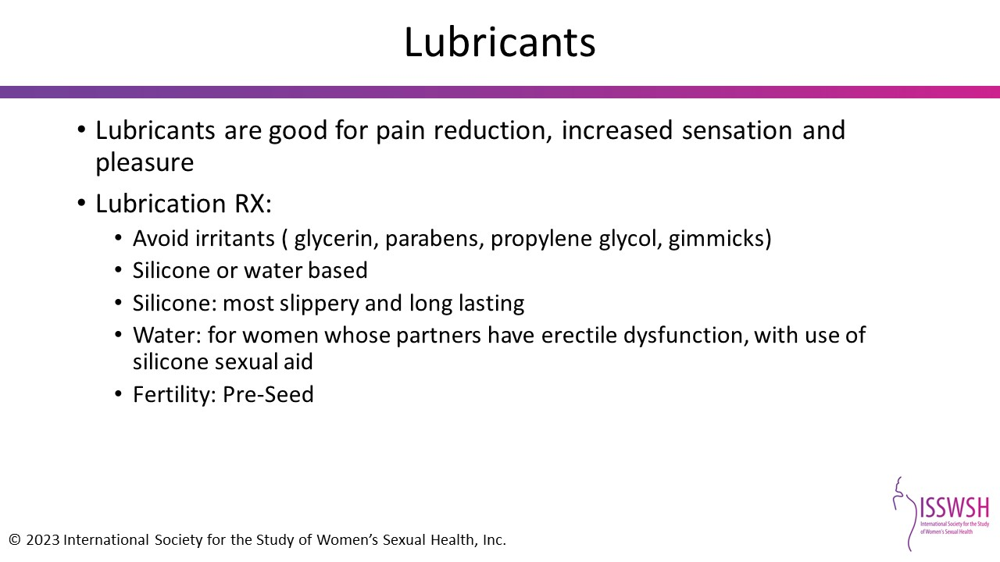 Lubricants
• Lubricants are good for pain reduction, increased sensation and
pleasure
• Lubrication RX:
• Avoid irritants ( glycerin, parabens, propylene glycol, gimmicks)
• Silicone or water based
• Silicone: most slippery and long lasting
• Water: for women whose partners have erectile dysfunction, with use of
silicone sexual aid
• Fertility: Pre-Seed
ISSWSH
International Society for the Study
of Women's Sexual Health
© 2023 International Society for the Study of Women’s Sexual Health, Inc.